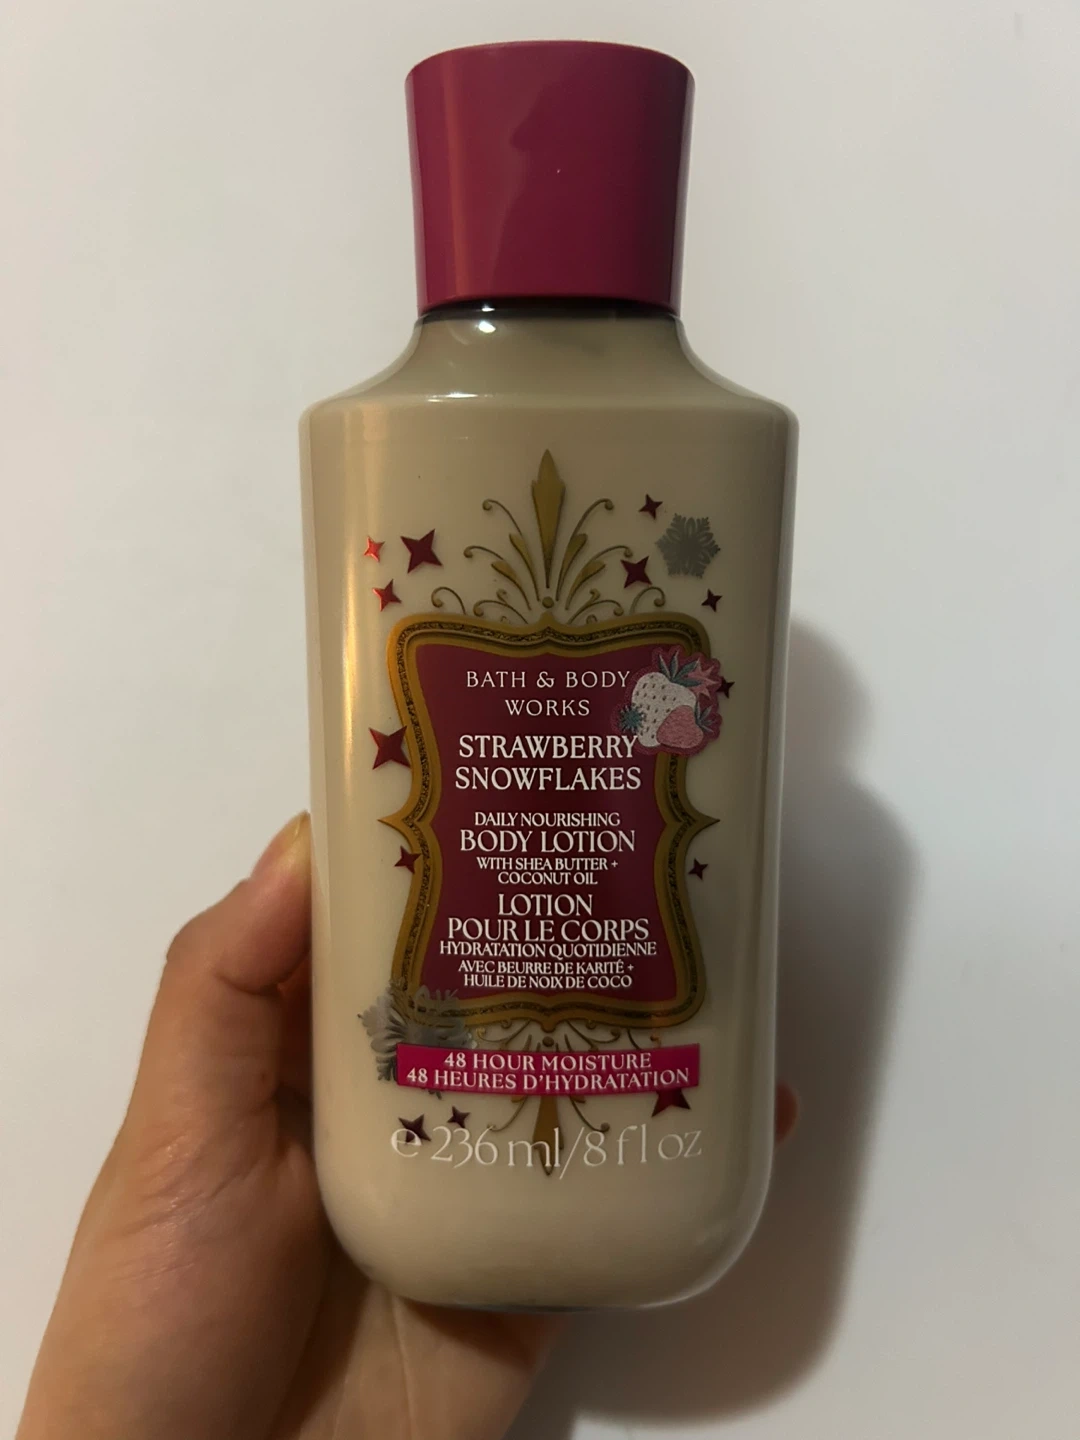 BATH & BODY
WORKS
STRAWBERRY
SNOWFLAKES
DAILY NOURISHING
BODY LOTION
WITH SHEA BUTTER +
COCONUT OIL
LOTION
POUR LE CORPS
HYDRATATION QUOTIDIENNE
AVEC BEURRE DE KARITÉ +
HUILE DE NOIX DE COCO
48 HOUR MOISTURE
48 HEURES D'HYDRATATION
℮ 236 ml/8 fl oz